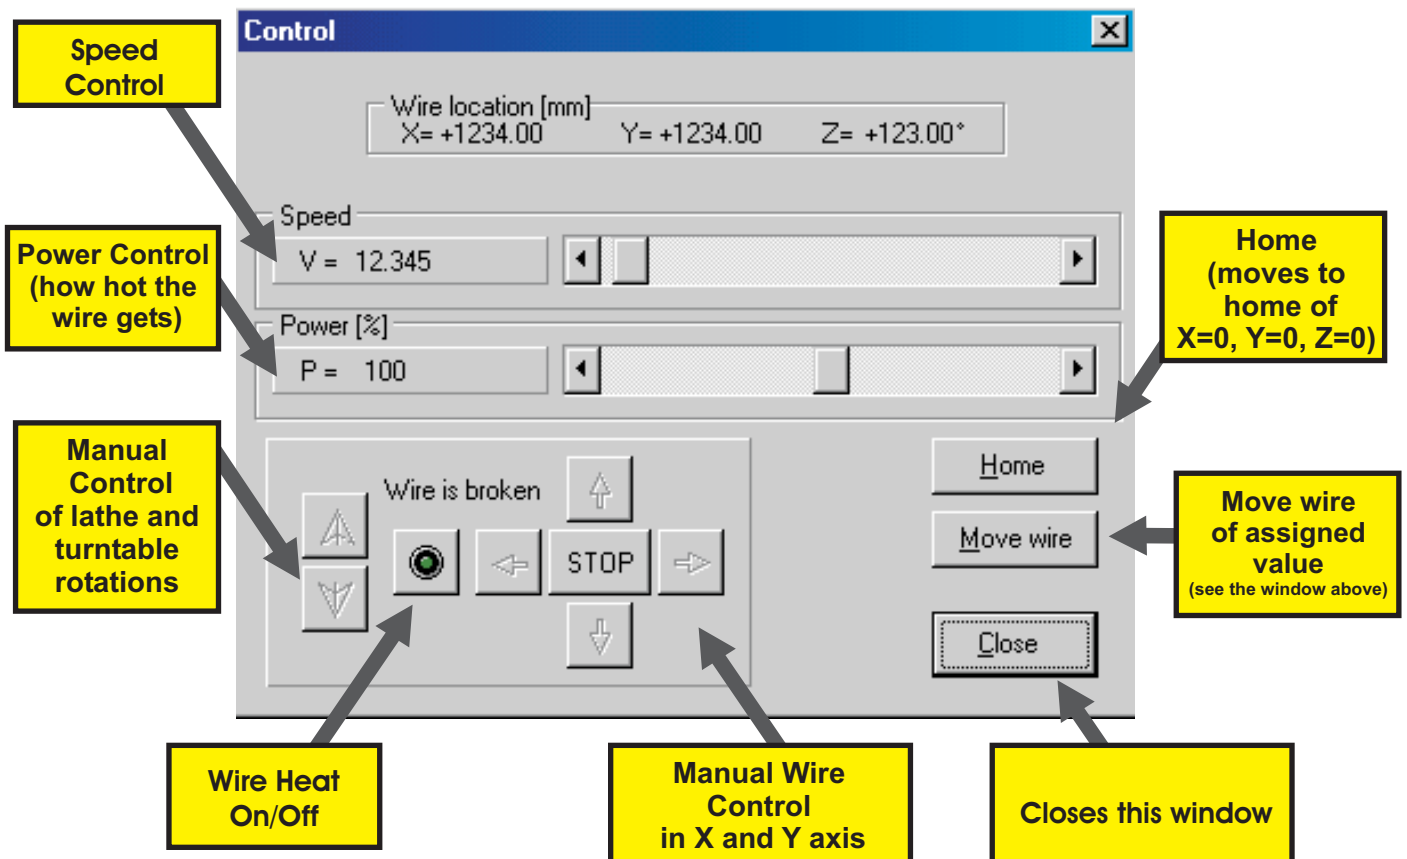 Control
Speed
Control
Wire location [mm]
X= +1234.00 Y= +1234.00 Z= +123.00°
Speed
V = 12.345
Power Control
(how hot the
wire gets)
Home
(moves to
home of
X=0, Y=0, Z=0)
Power [%]
P = 100
Manual
Control
of lathe and
turntable
rotations
Wire is broken
STOP
Home
Move wire
Close
Move wire
of assigned
value
(see the window above)
Wire Heat
On/Off
Manual Wire
Control
in X and Y axis
Closes this window